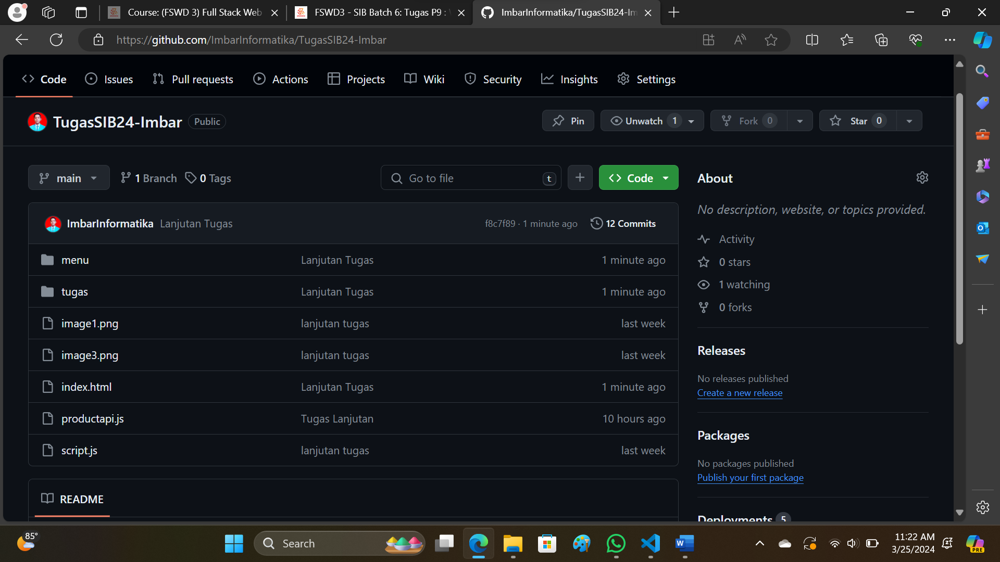 Course: (FSWD 3) Full Stack Web
FSWD3 - SIB Batch 6: Tugas P9 :
ImbarInformatika/TugasSIB24-Im
https://github.com/ImbarInformatika/TugasSIB24-Imbar
Code
Issues
Pull requests
Actions
Projects
Wiki
Security
Insights
Settings
TugasSIB24-Imbar
Public
Pin
Unwatch 1
Fork 0
Star 0
main
1 Branch
0 Tags
Go to file
t
Code
ImbarInformatika Lanjutan Tugas f8c7f89 · 1 minute ago 12 Commits
menu Lanjutan Tugas 1 minute ago
tugas Lanjutan Tugas 1 minute ago
image1.png lanjutan tugas last week
image3.png lanjutan tugas last week
index.html Lanjutan Tugas 1 minute ago
productapi.js Tugas Lanjutan 10 hours ago
script.js lanjutan tugas last week
README
About
No description, website, or topics provided.
Activity
0 stars
1 watching
0 forks
Releases
No releases published
Create a new release
Packages
No packages published
Publish your first package
Deployments 5
85°
Search
11:22 AM
3/25/2024
PRE